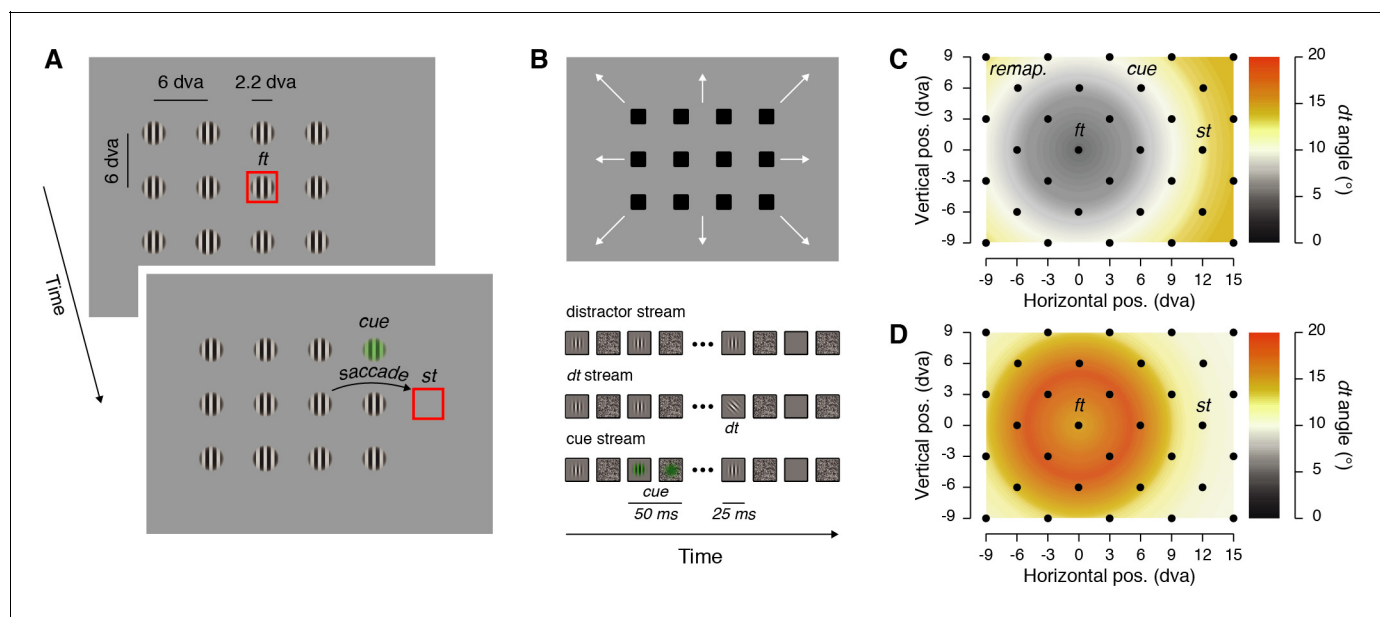 A
6 dva
2.2 dva
6 dva
ft
Time
cue
saccade
st
B
distractor stream
dt stream
dt
cue stream
cue
50 ms
25 ms
Time
C
9
6
3
0
-3
-6
-9
Vertical pos. (dva)
remap.
cue
ft
st
-9 -6 -3 0 3 6 9 12 15
Horizontal pos. (dva)
20
15
10
5
0
dt angle (°)
D
9
6
3
0
-3
-6
-9
Vertical pos. (dva)
ft
st
-9 -6 -3 0 3 6 9 12 15
Horizontal pos. (dva)
20
15
10
5
0
dt angle (°)